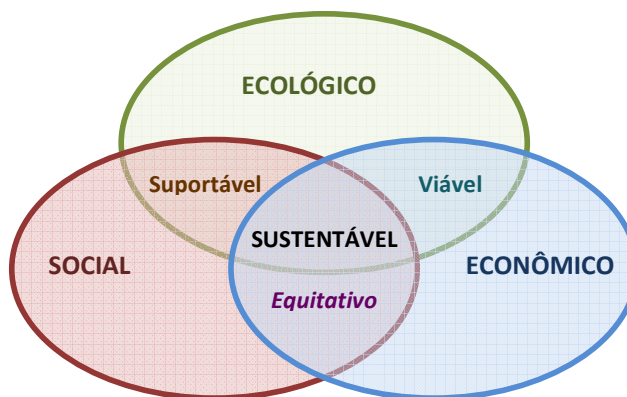 ECOLÓGICO
Suportável
Viável
SUSTENTÁVEL
SOCIAL
ECONÔMICO
Equitativo